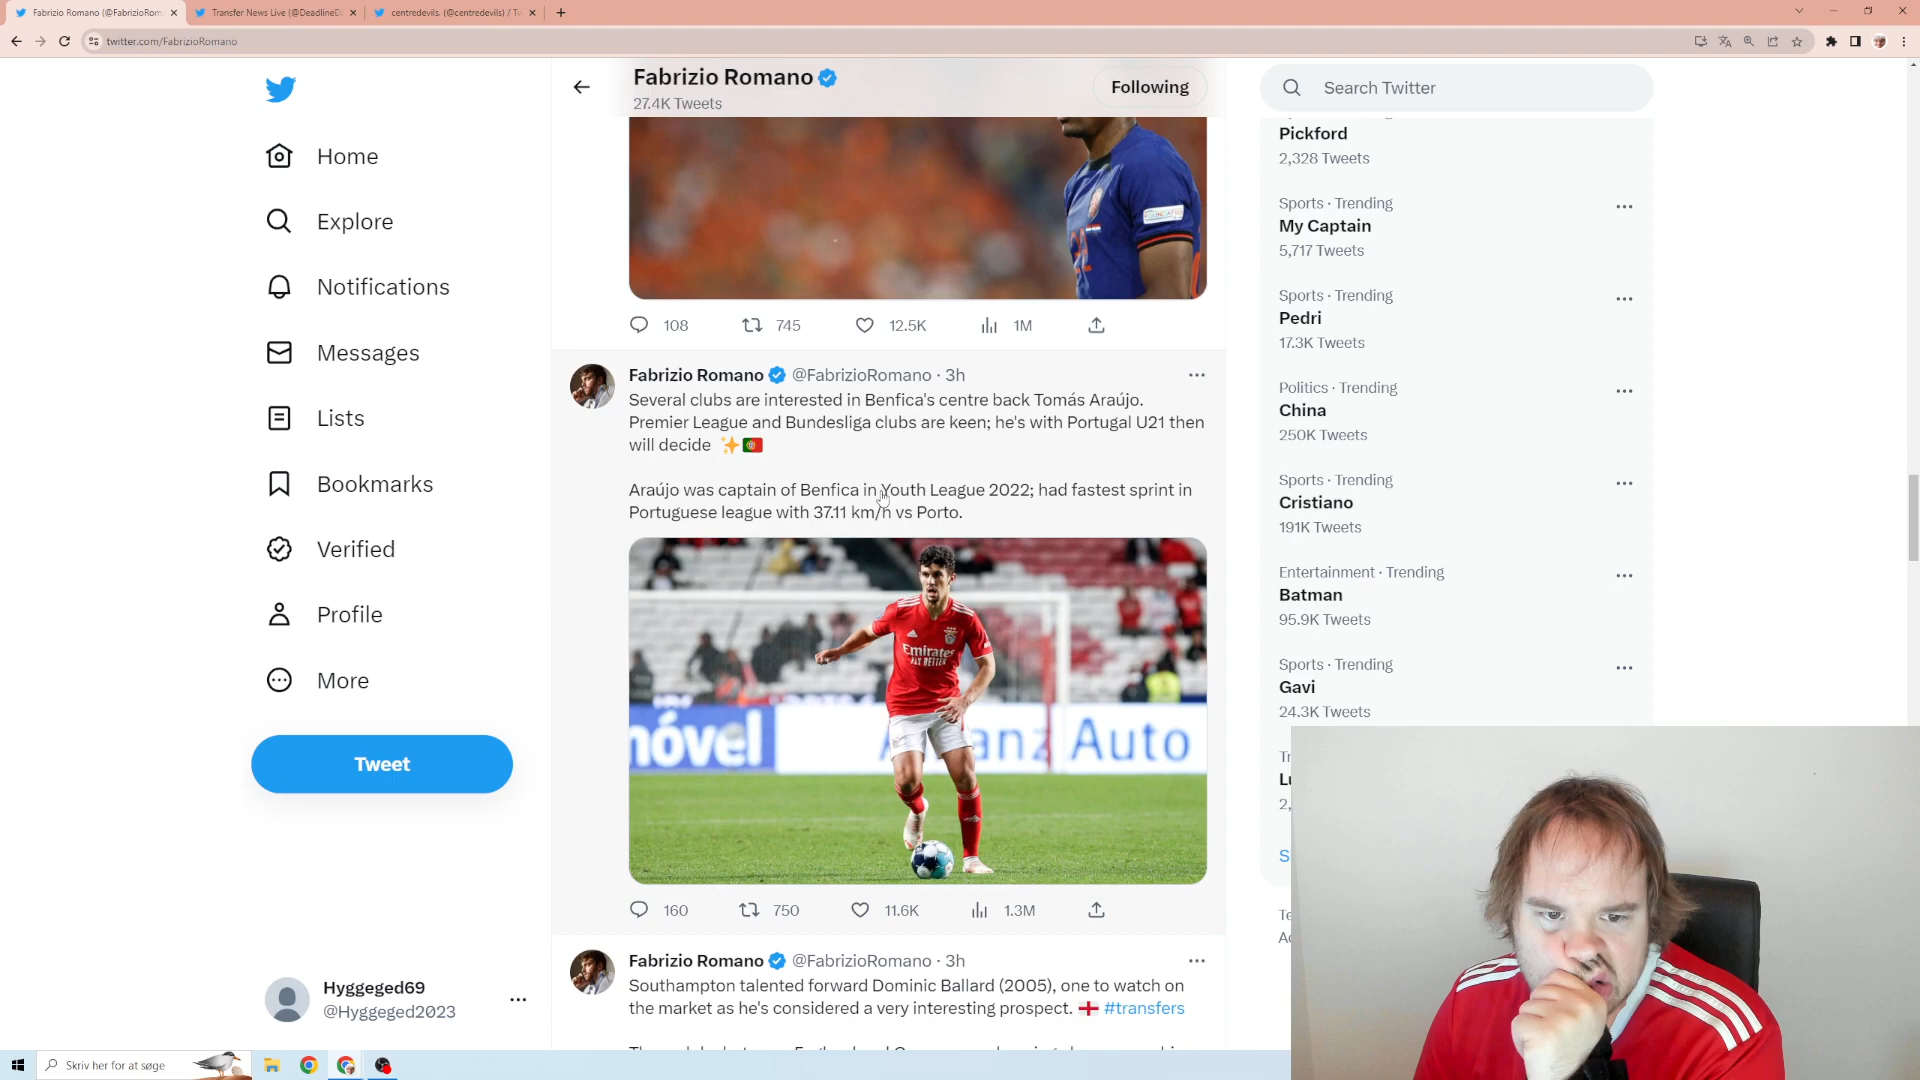 Fabrizio Romano (@FabrizioRom
Transfer News Live (@DeadlineD
centredevils. (@centredevils) / Tw
twitter.com/FabrizioRomano
Home
Explore
Notifications
Messages
Lists
Bookmarks
Verified
Profile
More
Tweet
Hyggeged69
@Hyggeged2023
Fabrizio Romano
27.4K Tweets
Following
108 745 12.5K 1M
Fabrizio Romano @FabrizioRomano · 3h
Several clubs are interested in Benfica's centre back Tomás Araújo.
Premier League and Bundesliga clubs are keen; he's with Portugal U21 then
will decide ✨🇵🇹
Araújo was captain of Benfica in Youth League 2022; had fastest sprint in
Portuguese league with 37.11 km/h vs Porto.
Emirates
FLY BETTER
móvel
Allianz Auto
160 750 11.6K 1.3M
Fabrizio Romano @FabrizioRomano · 3h
Southampton talented forward Dominic Ballard (2005), one to watch on
the market as he's considered a very interesting prospect. 🏴󠁧󠁢󠁥󠁮󠁧󠁿 #transfers
Search Twitter
Pickford
2,328 Tweets
Sports · Trending
My Captain
5,717 Tweets
Sports · Trending
Pedri
17.3K Tweets
Politics · Trending
China
250K Tweets
Sports · Trending
Cristiano
191K Tweets
Entertainment · Trending
Batman
95.9K Tweets
Sports · Trending
Gavi
24.3K Tweets
Skriv her for at søge